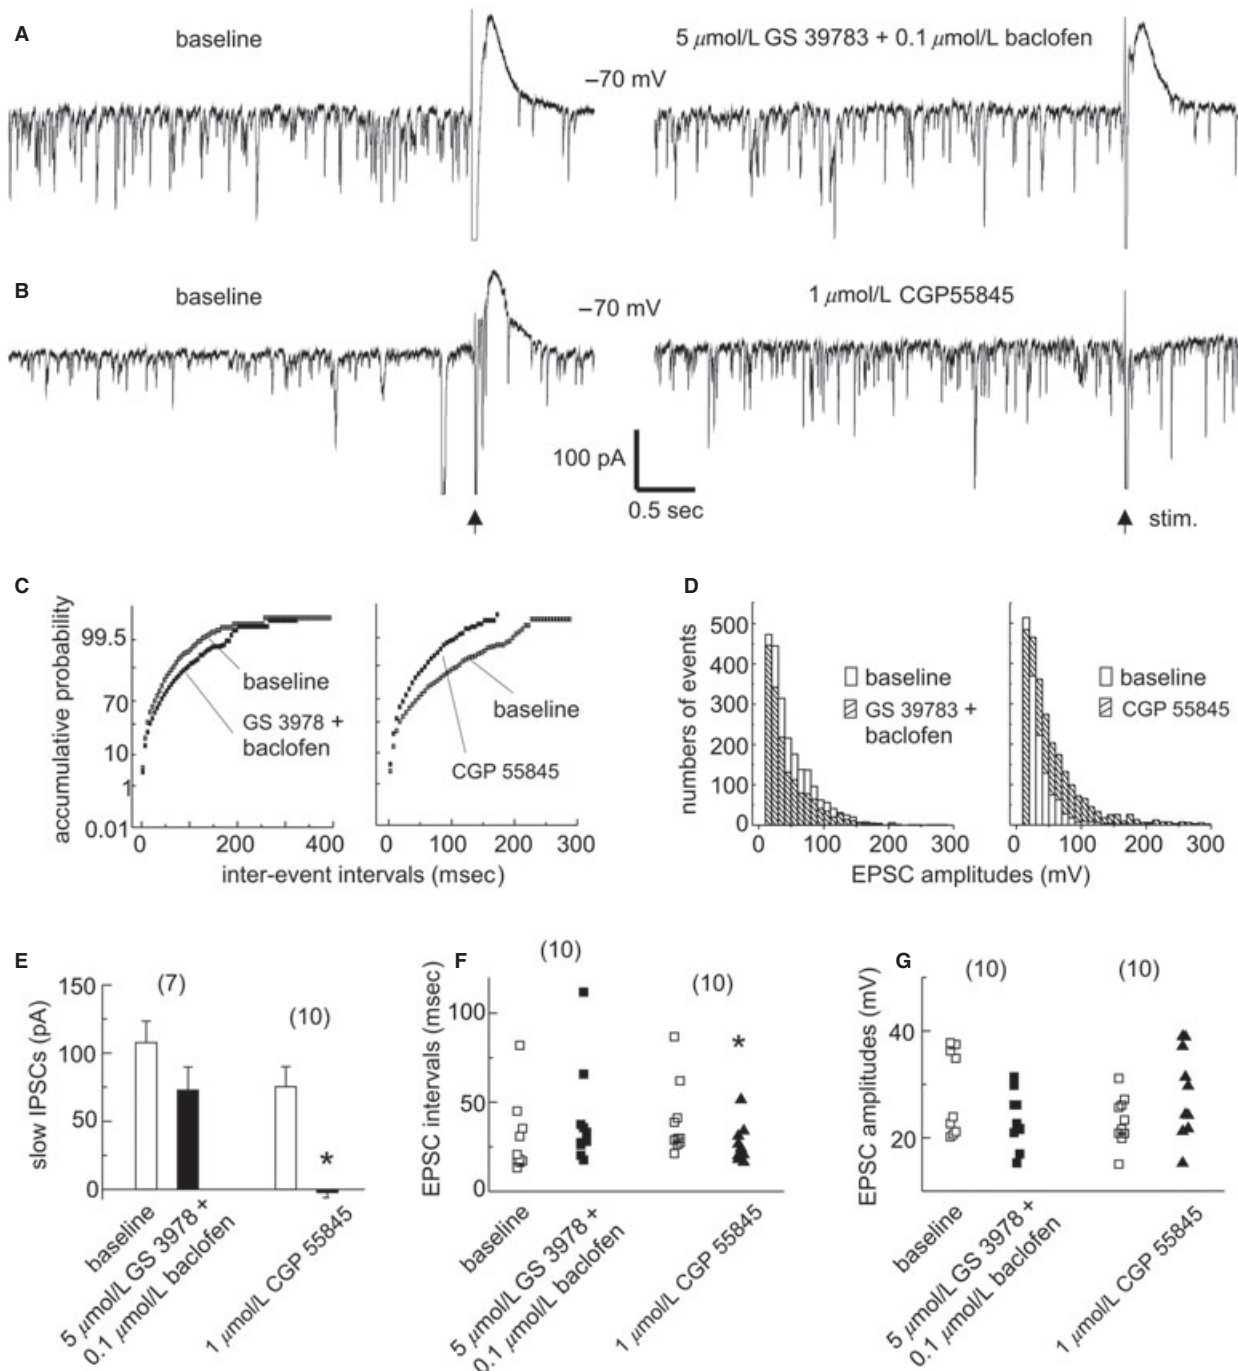 A
baseline
5 μmol/L GS 39783 + 0.1 μmol/L baclofen
–70 mV
B
baseline
–70 mV
1 μmol/L CGP55845
100 pA
0.5 sec
stim.
C
accumulative probability
99.5
70
10
1
0.01
baseline
GS 3978 +
baclofen
baseline
CGP 55845
0
200
400
0
100
200
300
inter-event intervals (msec)
D
numbers of events
500
400
300
200
100
0
baseline
GS 39783 +
baclofen
baseline
CGP 55845
0
100
200
300
0
100
200
300
EPSC amplitudes (mV)
E
slow IPSCs (pA)
150
100
50
0
(7)
(10)
*
baseline
5 μmol/L GS 3978 +
0.1 μmol/L baclofen
1 μmol/L CGP 55845
F
EPSC intervals (msec)
100
50
0
(10)
(10)
*
baseline
5 μmol/L GS 3978 +
0.1 μmol/L baclofen
1 μmol/L CGP 55845
G
EPSC amplitudes (mV)
40
20
(10)
(10)
baseline
5 μmol/L GS 3978 +
0.1 μmol/L baclofen
1 μmol/L CGP 55845